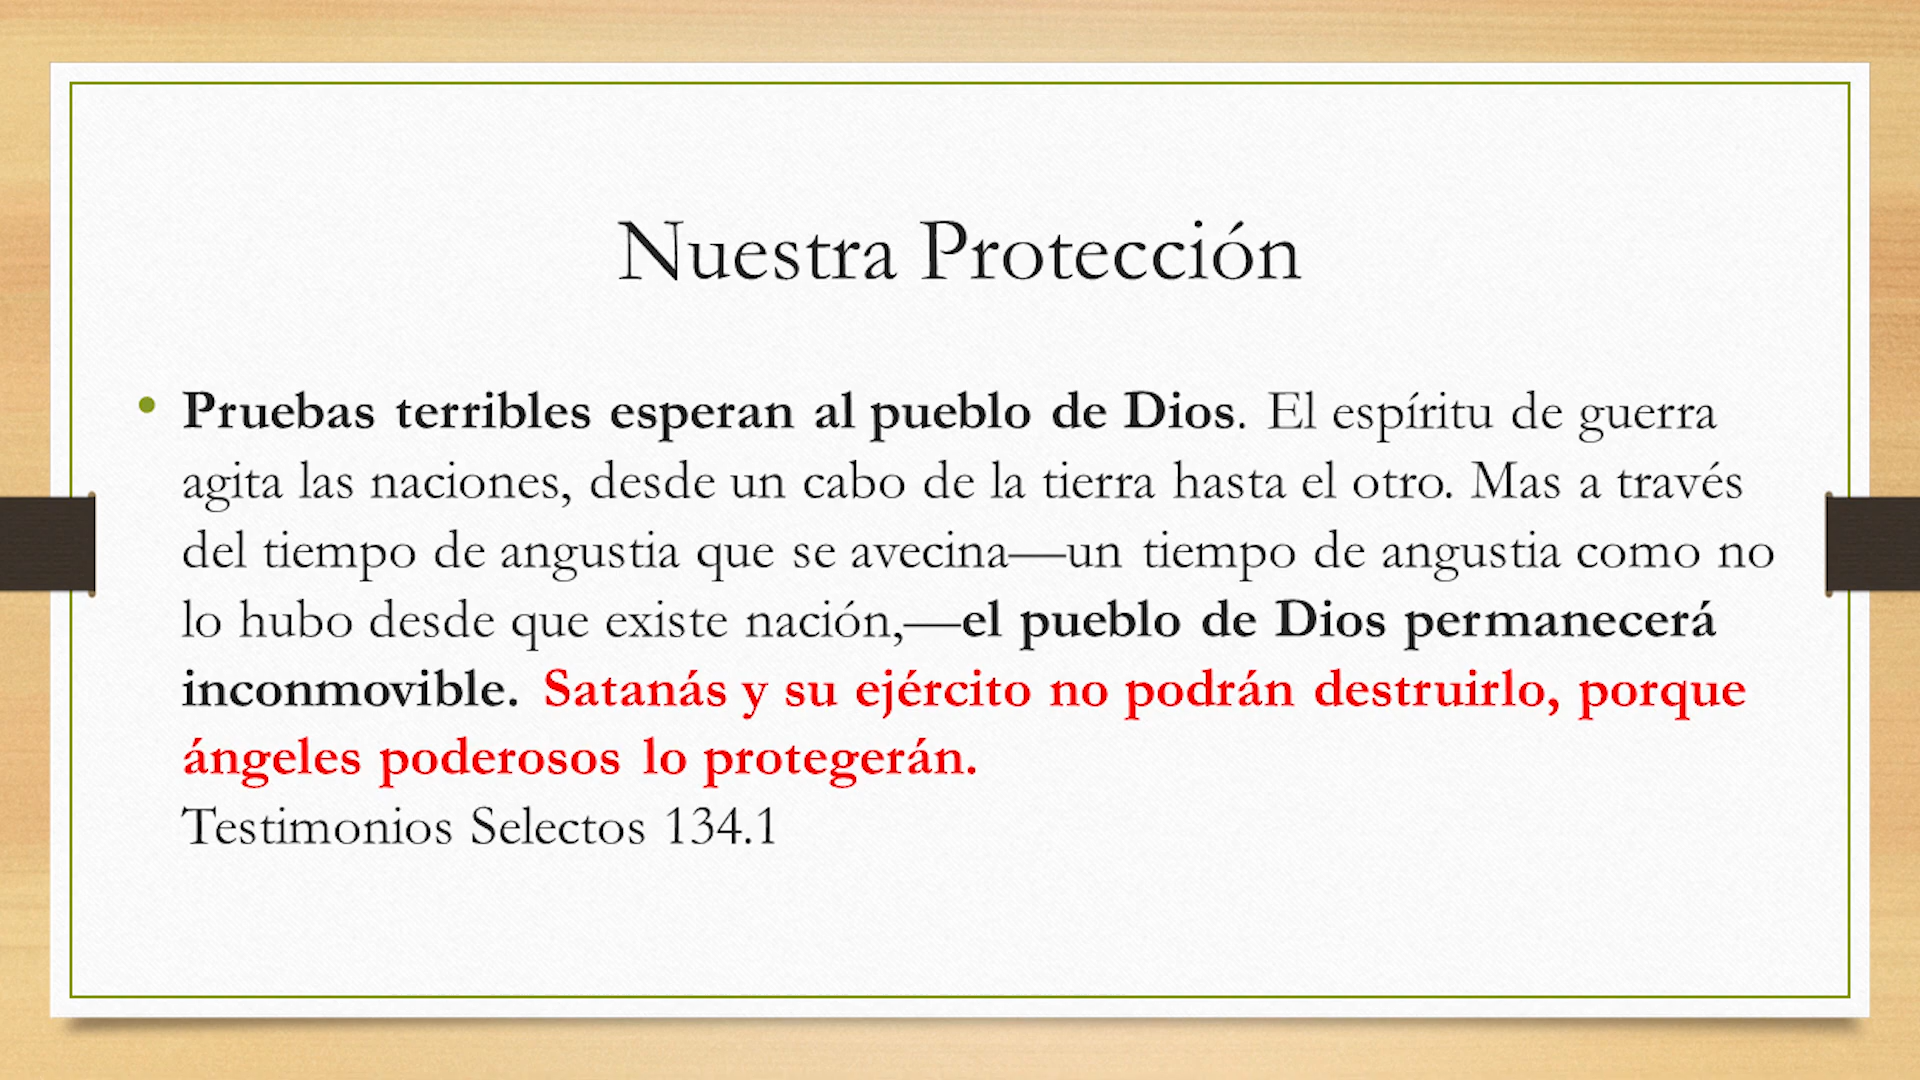 Nuestra Protección
• Pruebas terribles esperan al pueblo de Dios. El espíritu de guerra
agita las naciones, desde un cabo de la tierra hasta el otro. Mas a través
del tiempo de angustia que se avecina—un tiempo de angustia como no
lo hubo desde que existe nación,—el pueblo de Dios permanecerá
inconmovible. Satanás y su ejército no podrán destruirlo, porque
ángeles poderosos lo protegerán.
Testimonios Selectos 134.1